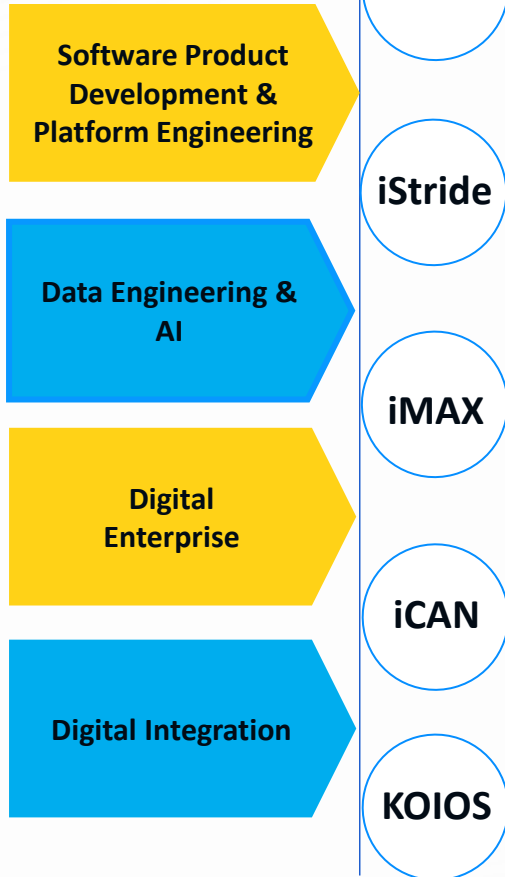 Software Product
Development &
Platform Engineering
iStride
Data Engineering &
AI
iMAX
Digital
Enterprise
iCAN
Digital Integration
KOIOS